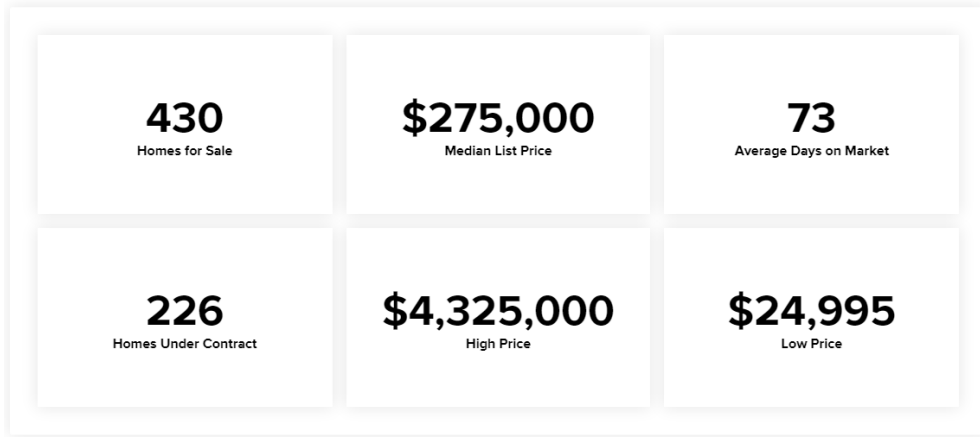 430
Homes for Sale
$275,000
Median List Price
73
Average Days on Market
226
Homes Under Contract
$4,325,000
High Price
$24,995
Low Price